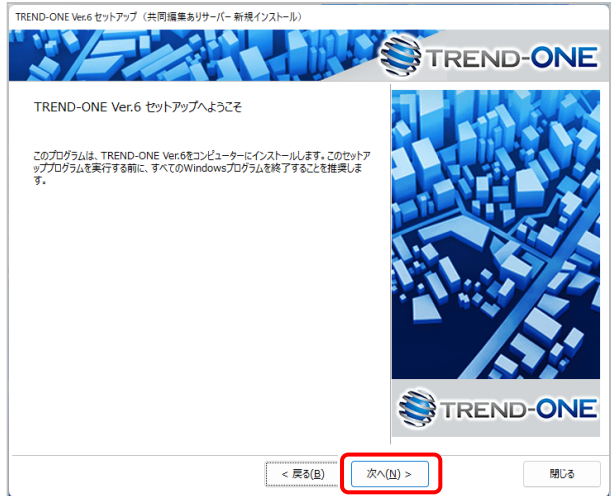 TREND-ONE Ver.6 セットアップ（共同編集ありサーバー 新規インストール）
TREND-ONE
TREND-ONE Ver.6 セットアップへようこそ
このプログラムは、TREND-ONE Ver.6をコンピューターにインストールします。このセットア
ッププログラムを実行する前に、すべてのWindowsプログラムを終了することを推奨しま
す。
TREND-ONE
< 戻る(B)
次へ(N) >
閉じる